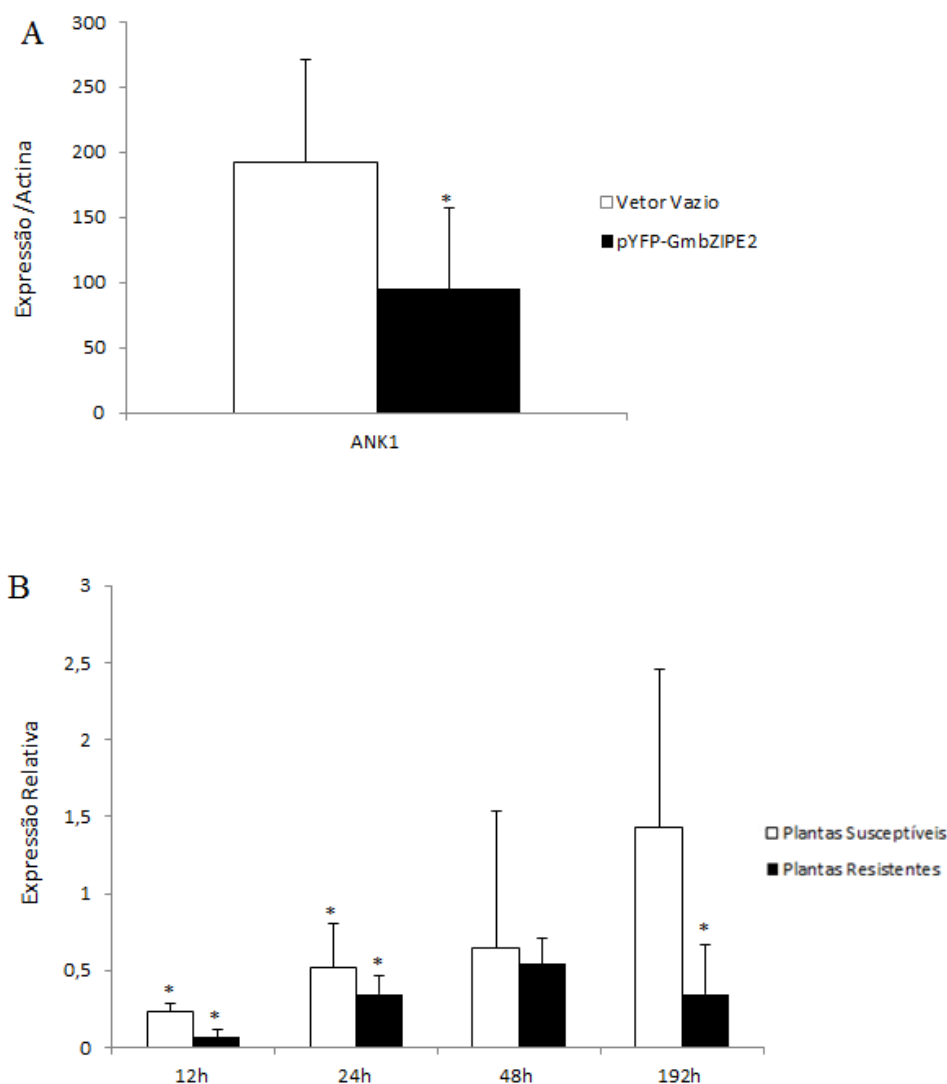 A
300
250
200
150
100
50
0
Expressão /Actina
*
ANK1
Vetor Vazio
pYFP-GmbZIPE2
B
3
2,5
2
1,5
1
0,5
0
Expressão Relativa
* *
* *
*
12h 24h 48h 192h
Plantas Susceptíveis
Plantas Resistentes